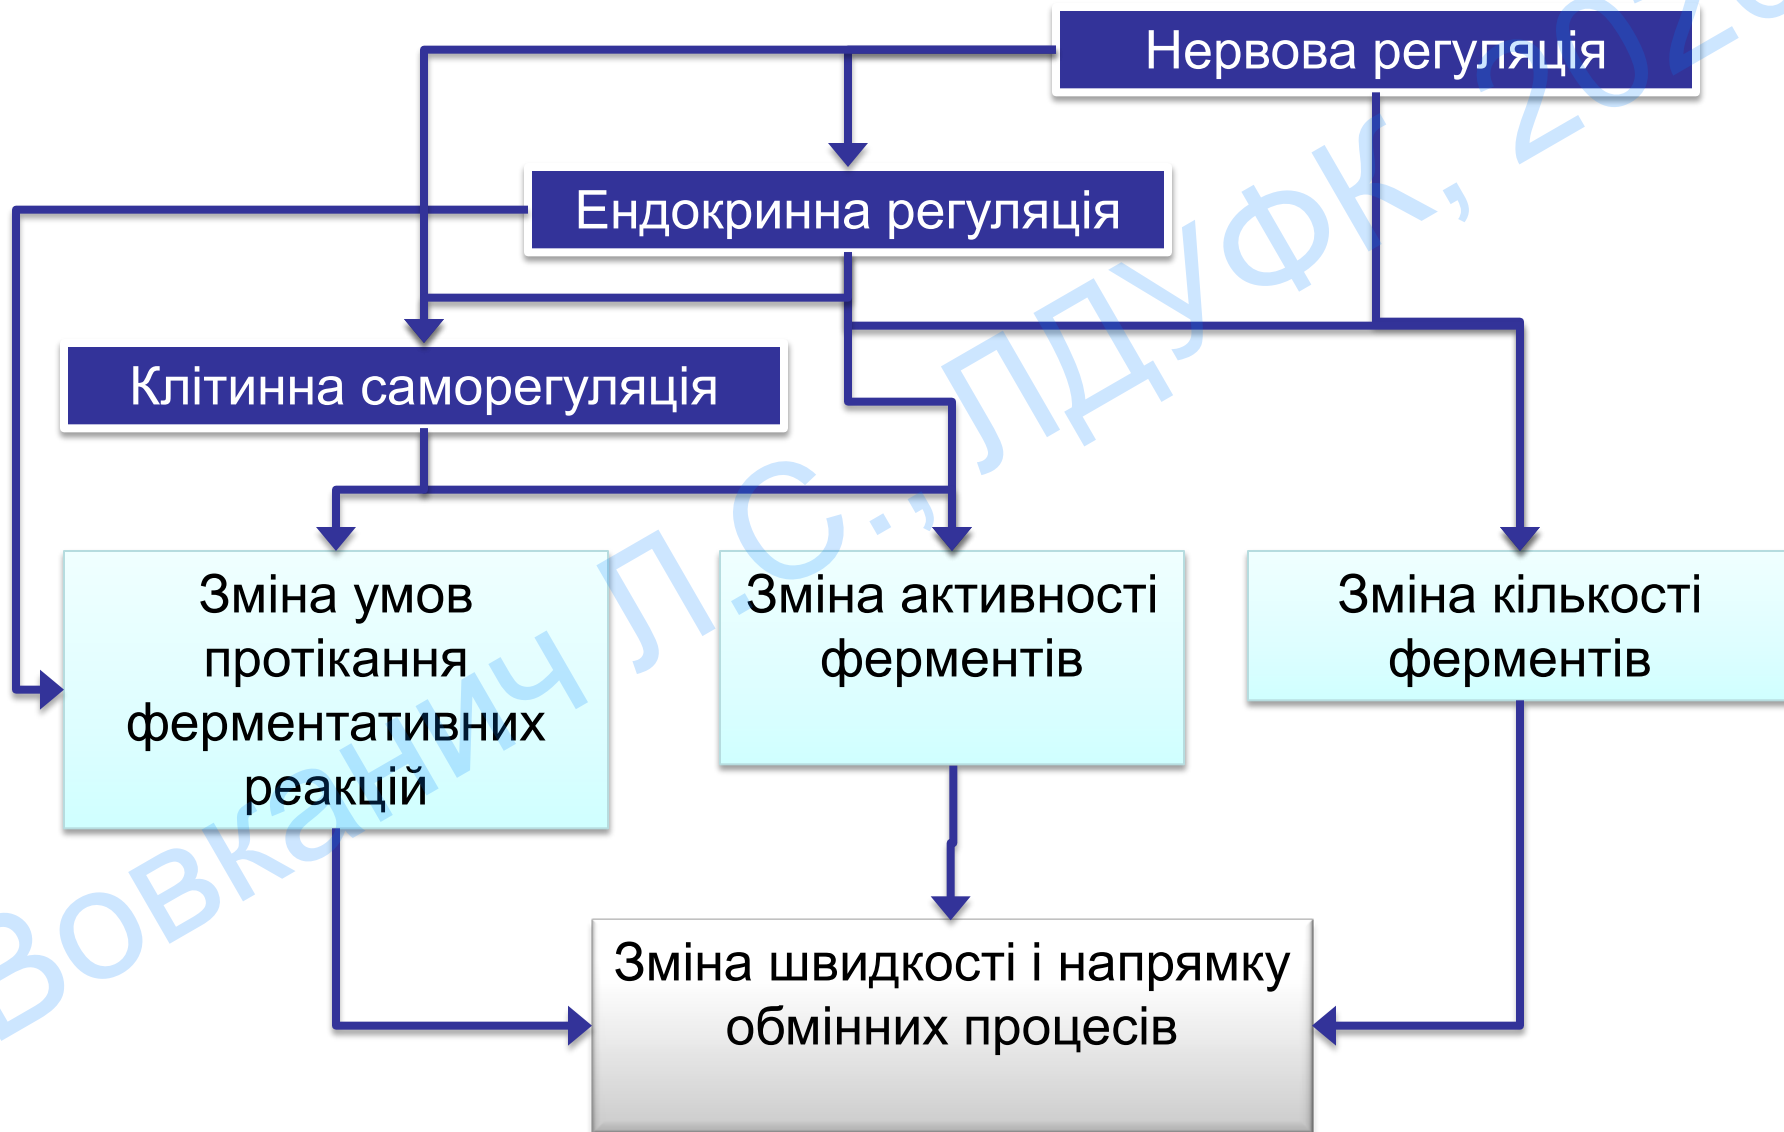 Нервова регуляція
Ендокринна регуляція
Клітинна саморегуляція
Зміна умов
протікання
ферментативних
реакцій
Зміна активності
ферментів
Зміна кількості
ферментів
Зміна швидкості і напрямку
обмінних процесів
Вовканич Л.С., ЛДУФК,